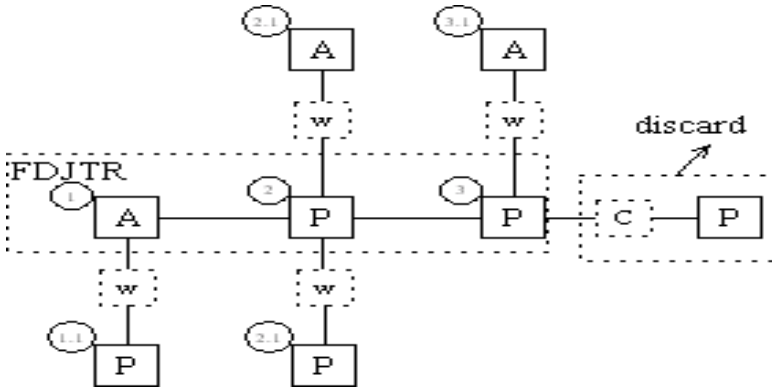 2.1 A 3.1 A
w w
discard
FDJTR
1 A 2 P 3 P C P
w w
1.1 P 2.1 P